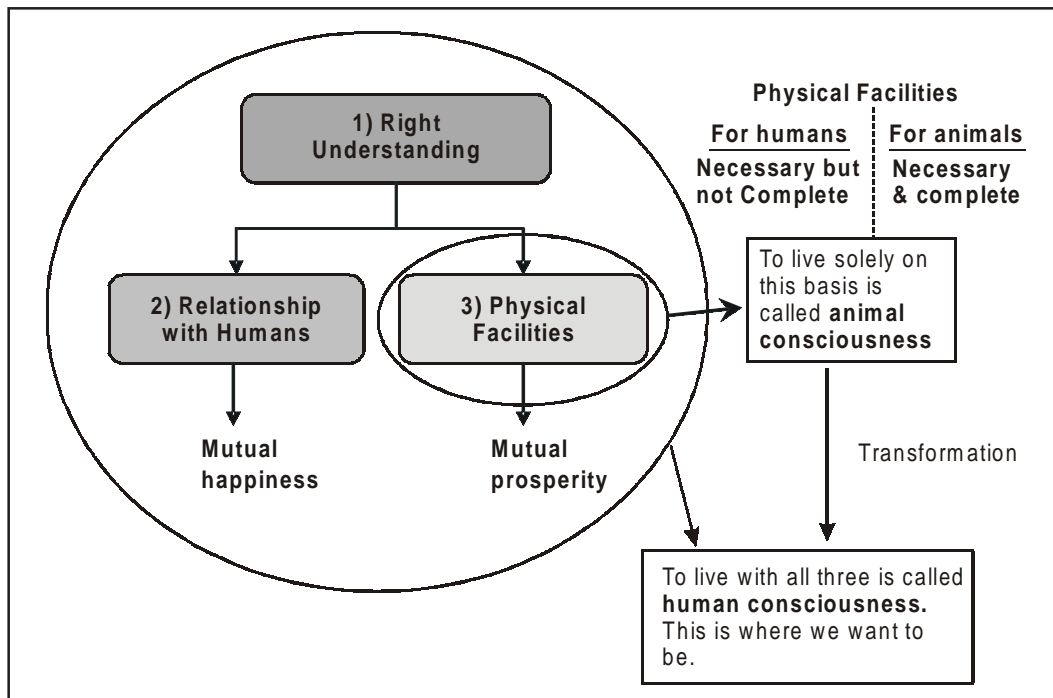 1) Right
Understanding
2) Relationship
with Humans
3) Physical
Facilities
Mutual
happiness
Mutual
prosperity
Physical Facilities
For humans
Necessary but
not Complete
For animals
Necessary
& complete
To live solely on
this basis is
called animal
consciousness
Transformation
To live with all three is called
human consciousness.
This is where we want to
be.